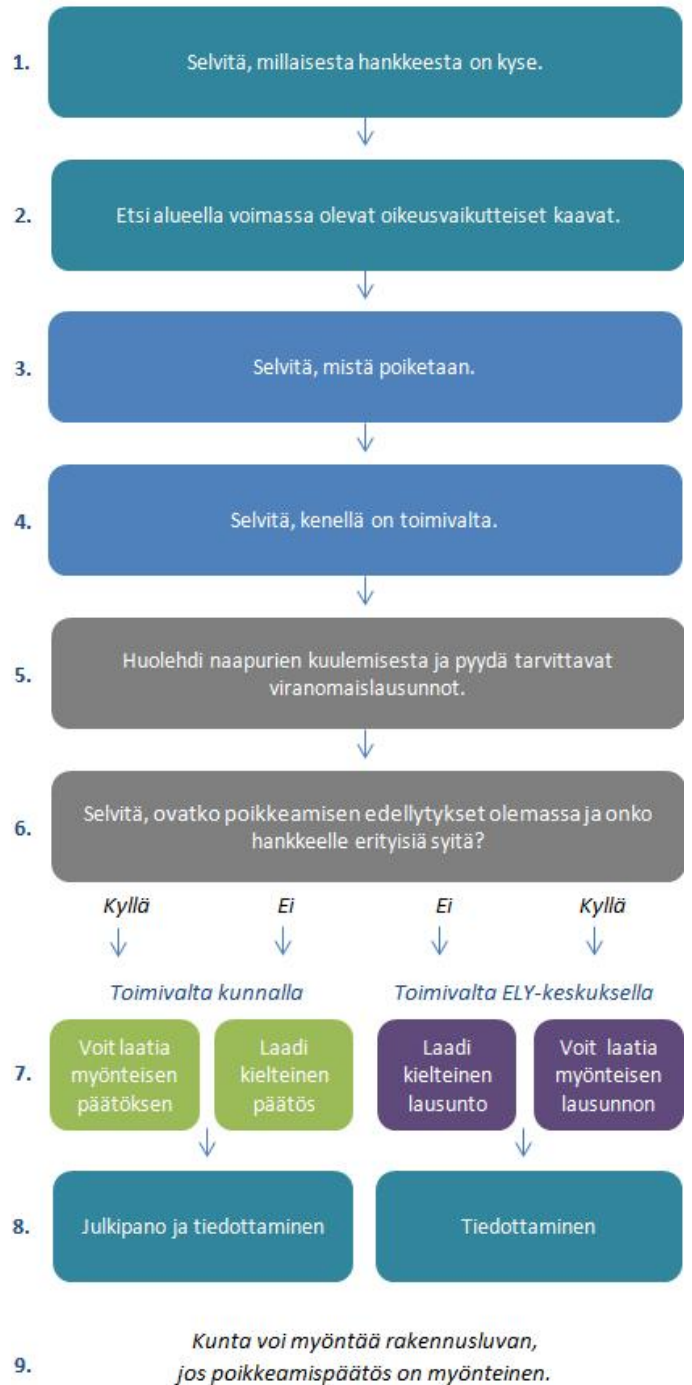 1.
Selvitä, millaisesta hankkeesta on kyse.
2.
Etsi alueella voimassa olevat oikeusvaikutteiset kaavat.
3.
Selvitä, mistä poiketaan.
4.
Selvitä, kenellä on toimivalta.
5.
Huolehdi naapurien kuulemisesta ja pyydä tarvittavat
viranomaislausunnot.
6.
Selvitä, ovatko poikkeamisen edellytykset olemassa ja onko
hankkeelle erityisiä syitä?
Kyllä Ei Ei Kyllä
Toimivalta kunnalla Toimivalta ELY-keskuksella
7.
Voit laatia
myönteisen
päätöksen
Laadi
kielteinen
päätös
Laadi
kielteinen
lausunto
Voit laatia
myönteisen
lausunnon
8.
Julkipano ja tiedottaminen
Tiedottaminen
9.
Kunta voi myöntää rakennusluvan,
jos poikkeamispäätös on myönteinen.